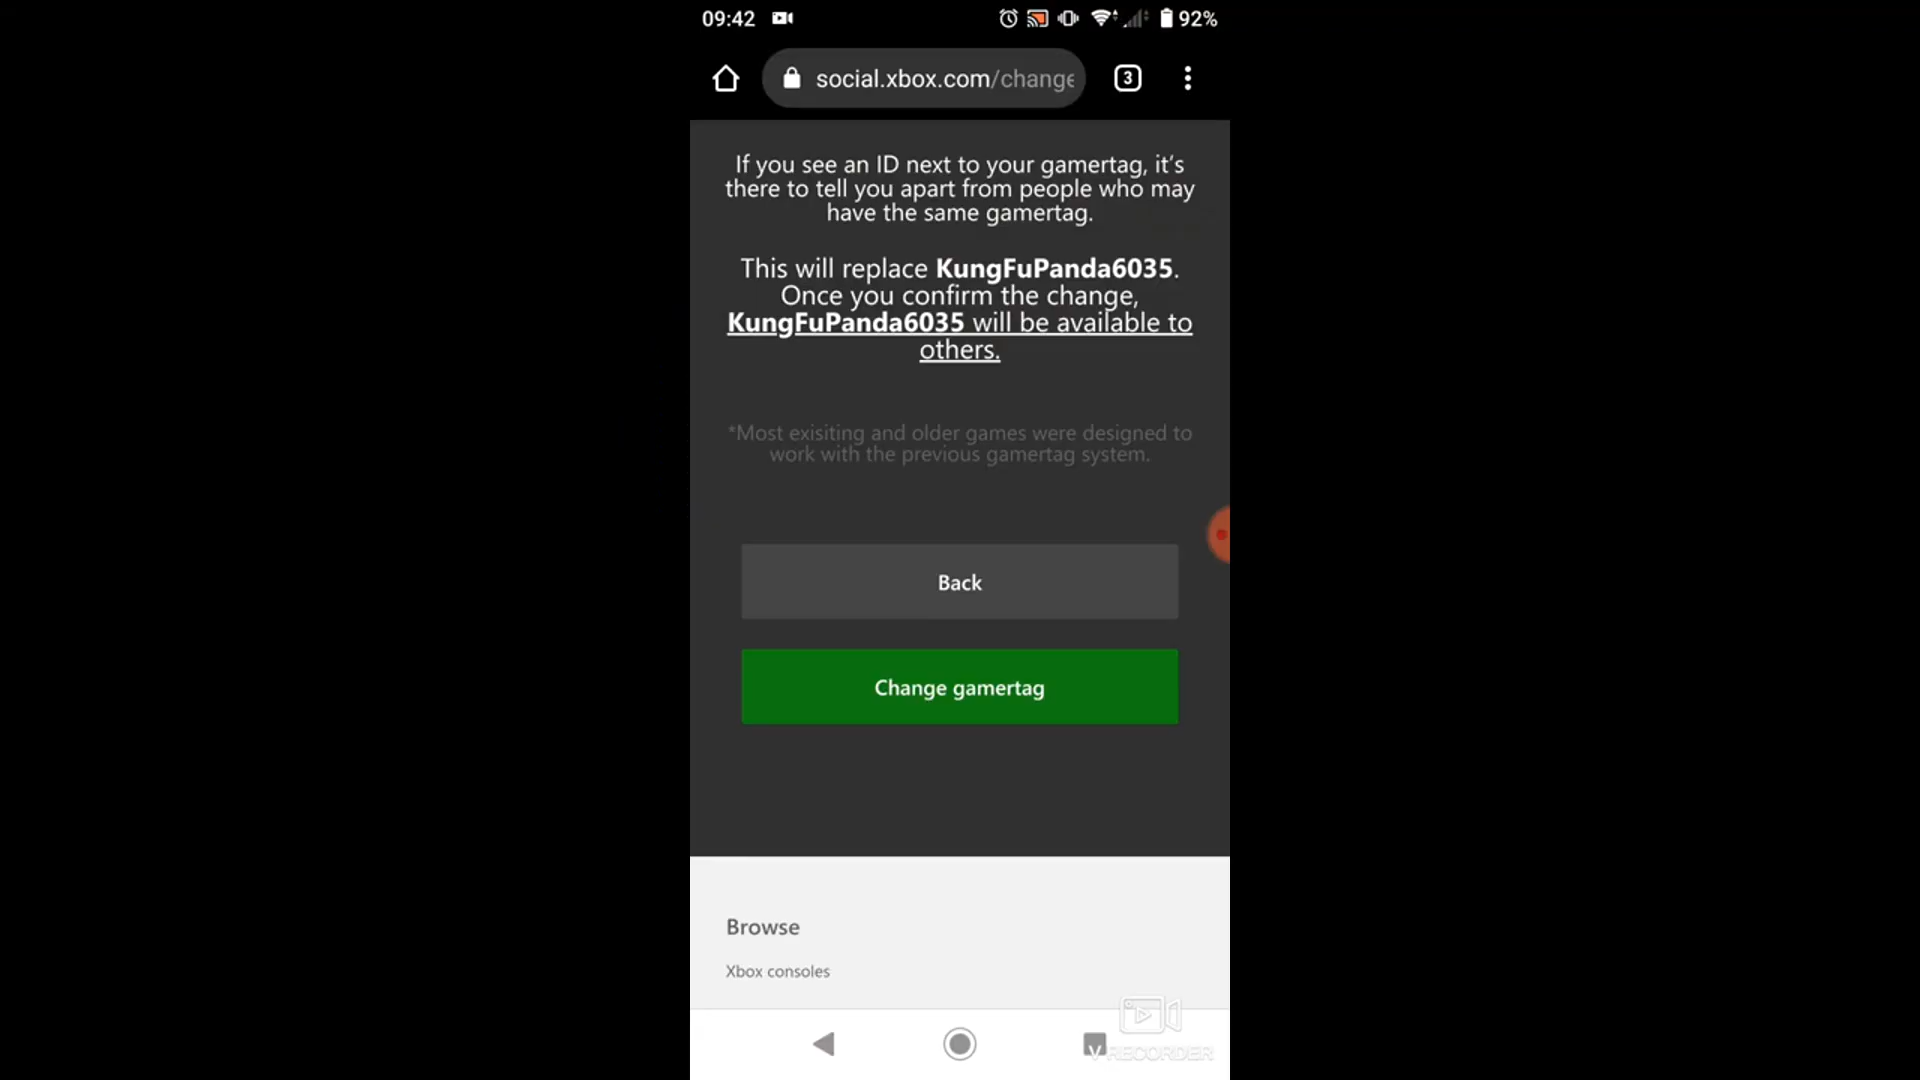 09:42
92%
social.xbox.com/change
3
If you see an ID next to your gamertag, it's
there to tell you apart from people who may
have the same gamertag.
This will replace KungFuPanda6035.
Once you confirm the change,
KungFuPanda6035 will be available to
others.
*Most exisiting and older games were designed to
work with the previous gamertag system.
Back
Change gamertag
Browse
Xbox consoles
V RECORDER